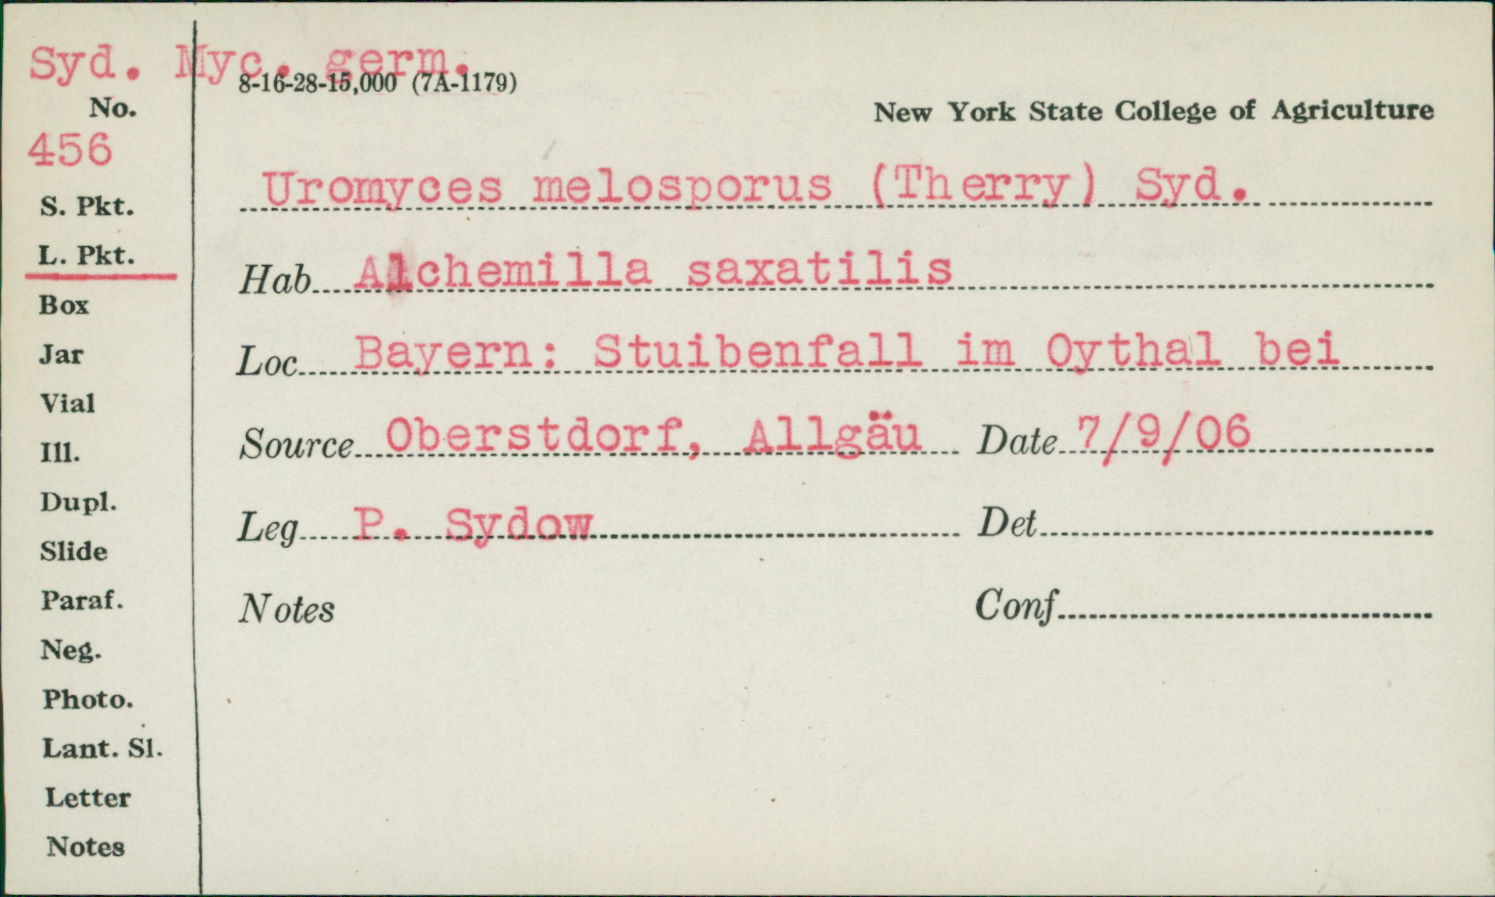 Syd. Myc. germ.
8-16-28-15,000 (7A-1179)
No.
New York State College of Agriculture
456
Uromyces melosporus (Therry) Syd.
S. Pkt.
L. Pkt.
Hab Alchemilla saxatilis
Box
Loc Bayern: Stuibenfall im Oythal bei
Jar
Vial
Source Oberstdorf, Allgäu Date 7/9/06
Ill.
Dupl.
Leg P. Sydow Det
Slide
Paraf.
Notes Conf
Neg.
Photo.
Lant. Sl.
Letter
Notes